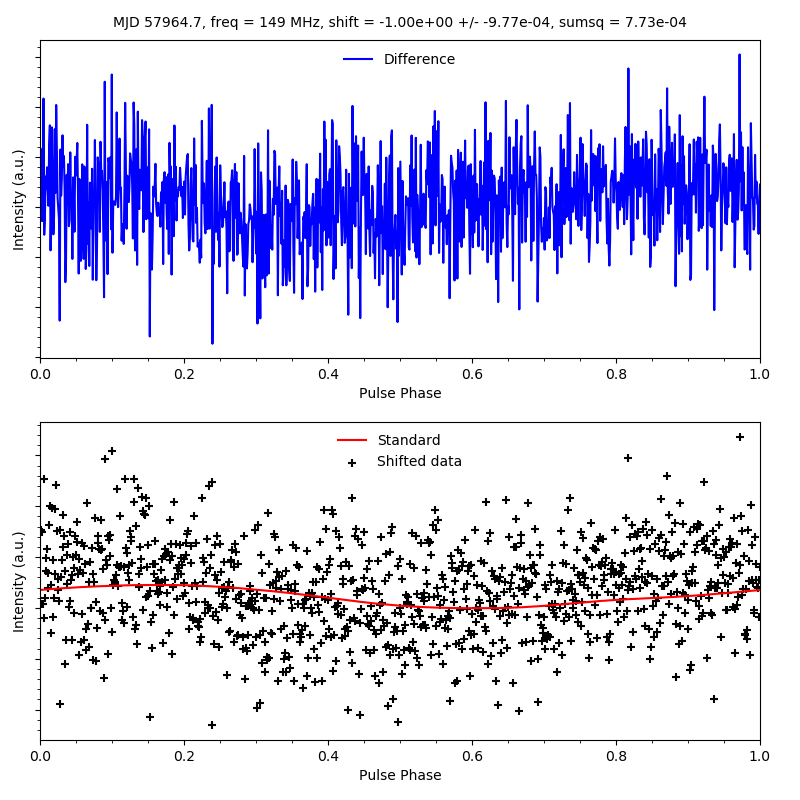 MJD 57964.7, freq = 149 MHz, shift = -1.00e+00 +/- -9.77e-04, sumsq = 7.73e-04
Difference
Intensity (a.u.)
0.0 0.2 0.4 0.6 0.8 1.0
Pulse Phase
Standard
Shifted data
Intensity (a.u.)
0.0 0.2 0.4 0.6 0.8 1.0
Pulse Phase